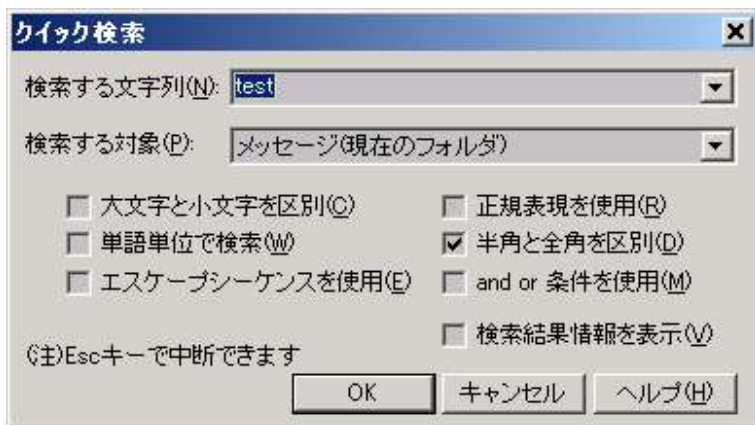 クイック検索
検索する文字列(N): test
検索する対象(P): メッセージ(現在のフォルダ)
大文字と小文字を区別(C) 正規表現を使用(R)
単語単位で検索(W) 半角と全角を区別(D)
エスケープシーケンスを使用(E) and or 条件を使用(M)
検索結果情報を表示(V)
(注)Escキーで中断できます
OK キャンセル ヘルプ(H)